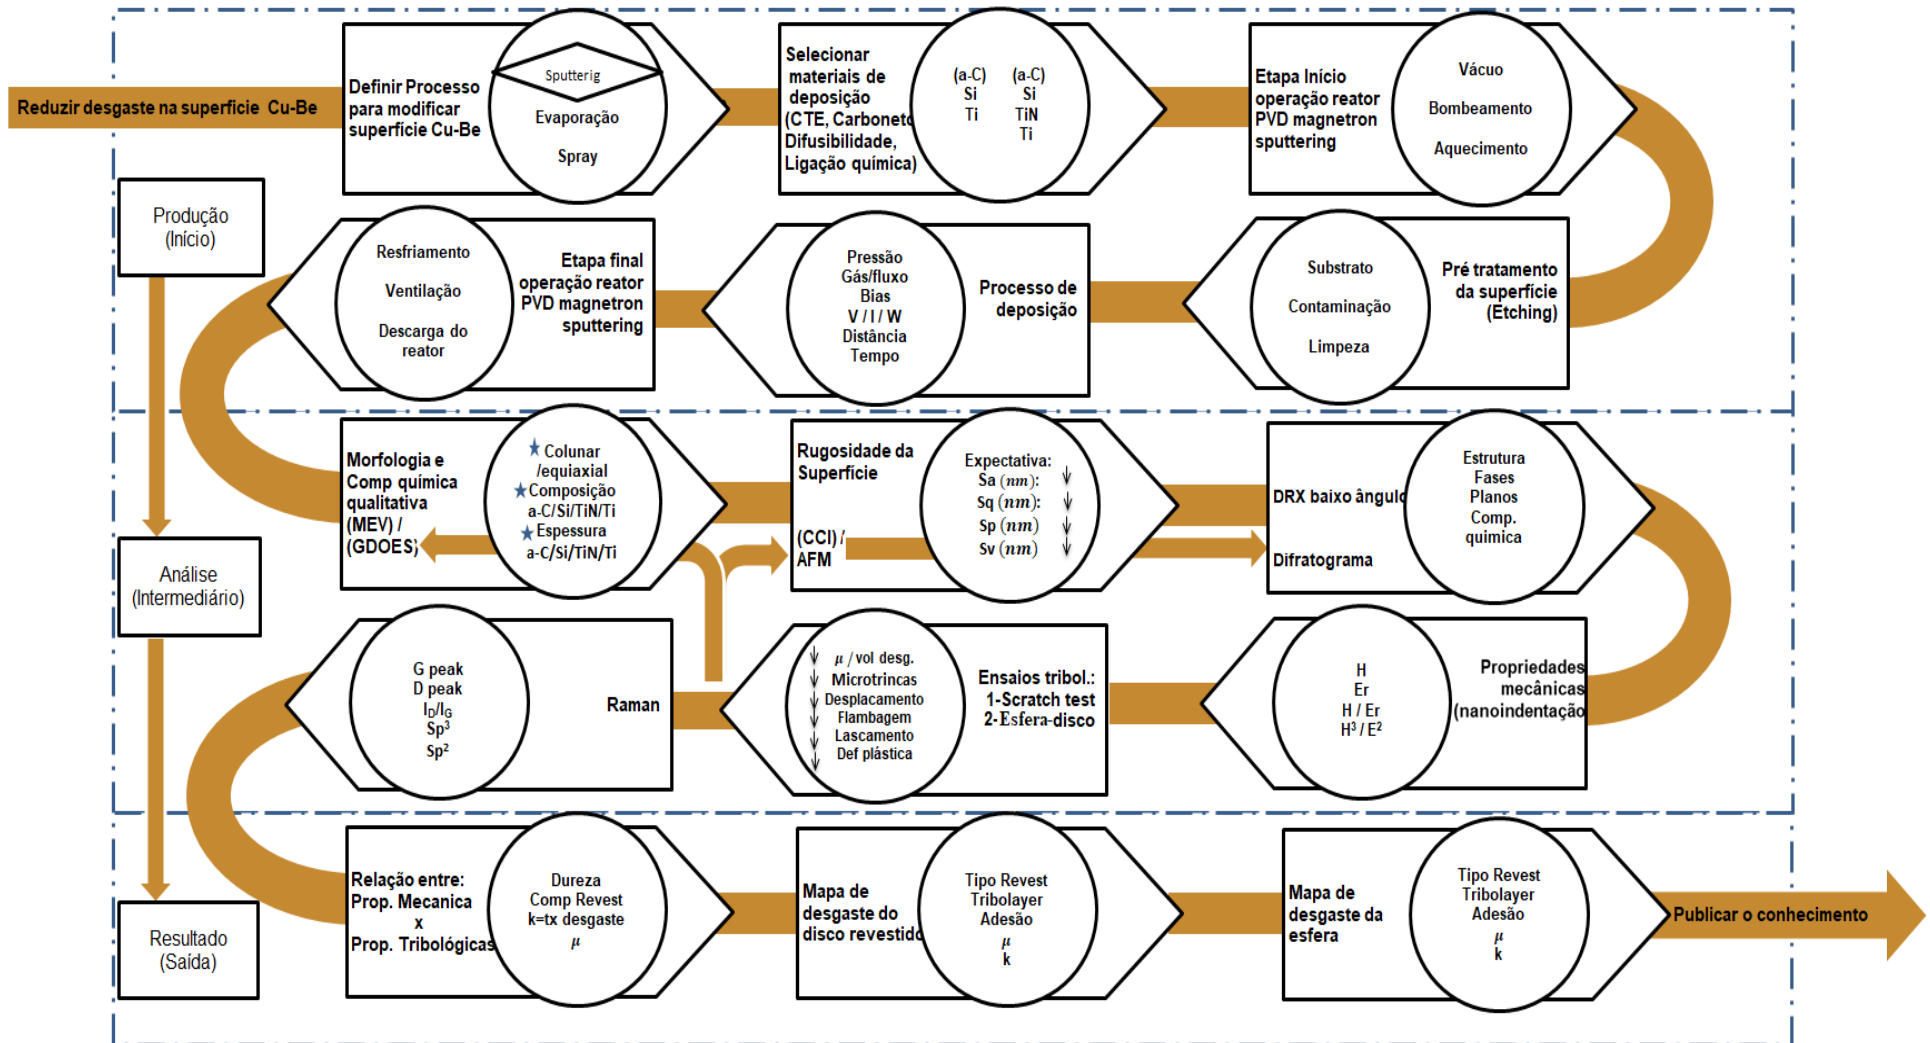 Reduzir desgaste na superfície Cu-Be
Definir Processo
para modificar
superfície Cu-Be
Sputterig
Evaporação
Spray
Selecionar
materiais de
deposição
(CTE, Carboneto
Difusibilidade,
Ligação química)
(a-C) (a-C)
Si Si
Ti TiN
Ti
Etapa Início
operação reator
PVD magnetron
sputtering
Vácuo
Bombeamento
Aquecimento
Produção
(Início)
Resfriamento
Ventilação
Descarga do
reator
Etapa final
operação reator
PVD magnetron
sputtering
Pressão
Gás/fluxo
Bias
V / I / W
Distância
Tempo
Processo de
deposição
Substrato
Contaminação
Limpeza
Pré tratamento
da superfície
(Etching)
Morfologia e
Comp química
qualitativa
(MEV) /
(GDOES)
Colunar
/equiaxial
Composição
a-C/Si/TiN/Ti
Espessura
a-C/Si/TiN/Ti
Rugosidade da
Superfície
(CCI) /
AFM
Expectativa:
Sa (nm): ↓
Sq (nm): ↓
Sp (nm) ↓
Sv (nm) ↓
DRX baixo ângulo
Difratograma
Estrutura
Fases
Planos
Comp.
quimica
Análise
(Intermediário)
G peak
D peak
I_D/I_G
Sp³
Sp²
Raman
↓ μ / vol desg.
↓ Microtrincas
↓ Desplacamento
↓ Flambagem
↓ Lascamento
↓ Def plástica
Ensaios tribol.:
1-Scratch test
2-Esfera-disco
H
Er
H / Er
H³ / E²
Propriedades
mecânicas
(nanoindentação
Resultado
(Saída)
Relação entre:
Prop. Mecanica
x
Prop. Tribológicas
Dureza
Comp Revest
k=tx desgaste
μ
Mapa de
desgaste do
disco revestido
Tipo Revest
Tribolayer
Adesão
μ
k
Mapa de
desgaste da
esfera
Tipo Revest
Tribolayer
Adesão
μ
k
Publicar o conhecimento